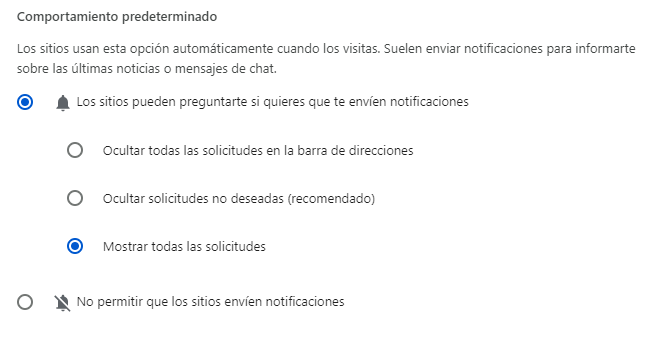 Comportamiento predeterminado
Los sitios usan esta opción automáticamente cuando los visitas. Suelen enviar notificaciones para informarte
sobre las últimas noticias o mensajes de chat.
Los sitios pueden preguntarte si quieres que te envíen notificaciones
Ocultar todas las solicitudes en la barra de direcciones
Ocultar solicitudes no deseadas (recomendado)
Mostrar todas las solicitudes
No permitir que los sitios envíen notificaciones